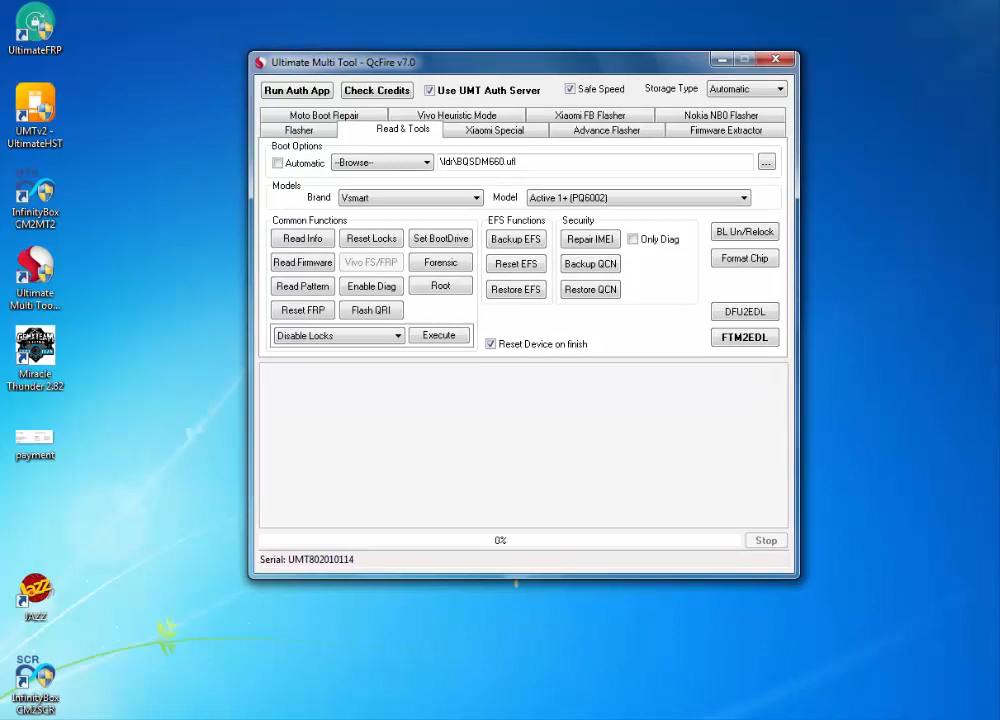 UltimateFRP
UMTv2 -
UltimateHST
InfinityBox
CM2MT2
Ultimate
Multi Too...
Miracle
Thunder 2.82
payment
JAZZ
JAZZ
SCR
InfinityBox
CM2SCR
Ultimate Multi Tool - QcFire v7.0
Run Auth App Check Credits Use UMT Auth Server Safe Speed Storage Type Automatic
Moto Boot Repair Vivo Heuristic Mode Xiaomi FB Flasher Nokia NB0 Flasher
Flasher Read & Tools Xiaomi Special Advance Flasher Firmware Extractor
Boot Options
Automatic --Browse-- \ldr\BQSDM660.ufl ...
Models
Brand Vsmart Model Active 1+ (PQ6002)
Common Functions EFS Functions Security
Read Info Reset Locks Set BootDrive Backup EFS Repair IMEI Only Diag BL Un/Relock
Read Firmware Vivo FS/FRP Forensic Reset EFS Backup QCN Format Chip
Read Pattern Enable Diag Root Restore EFS Restore QCN
Reset FRP Flash QRI DFU2EDL
Disable Locks Execute Reset Device on finish FTM2EDL
0% Stop
Serial: UMT802010114